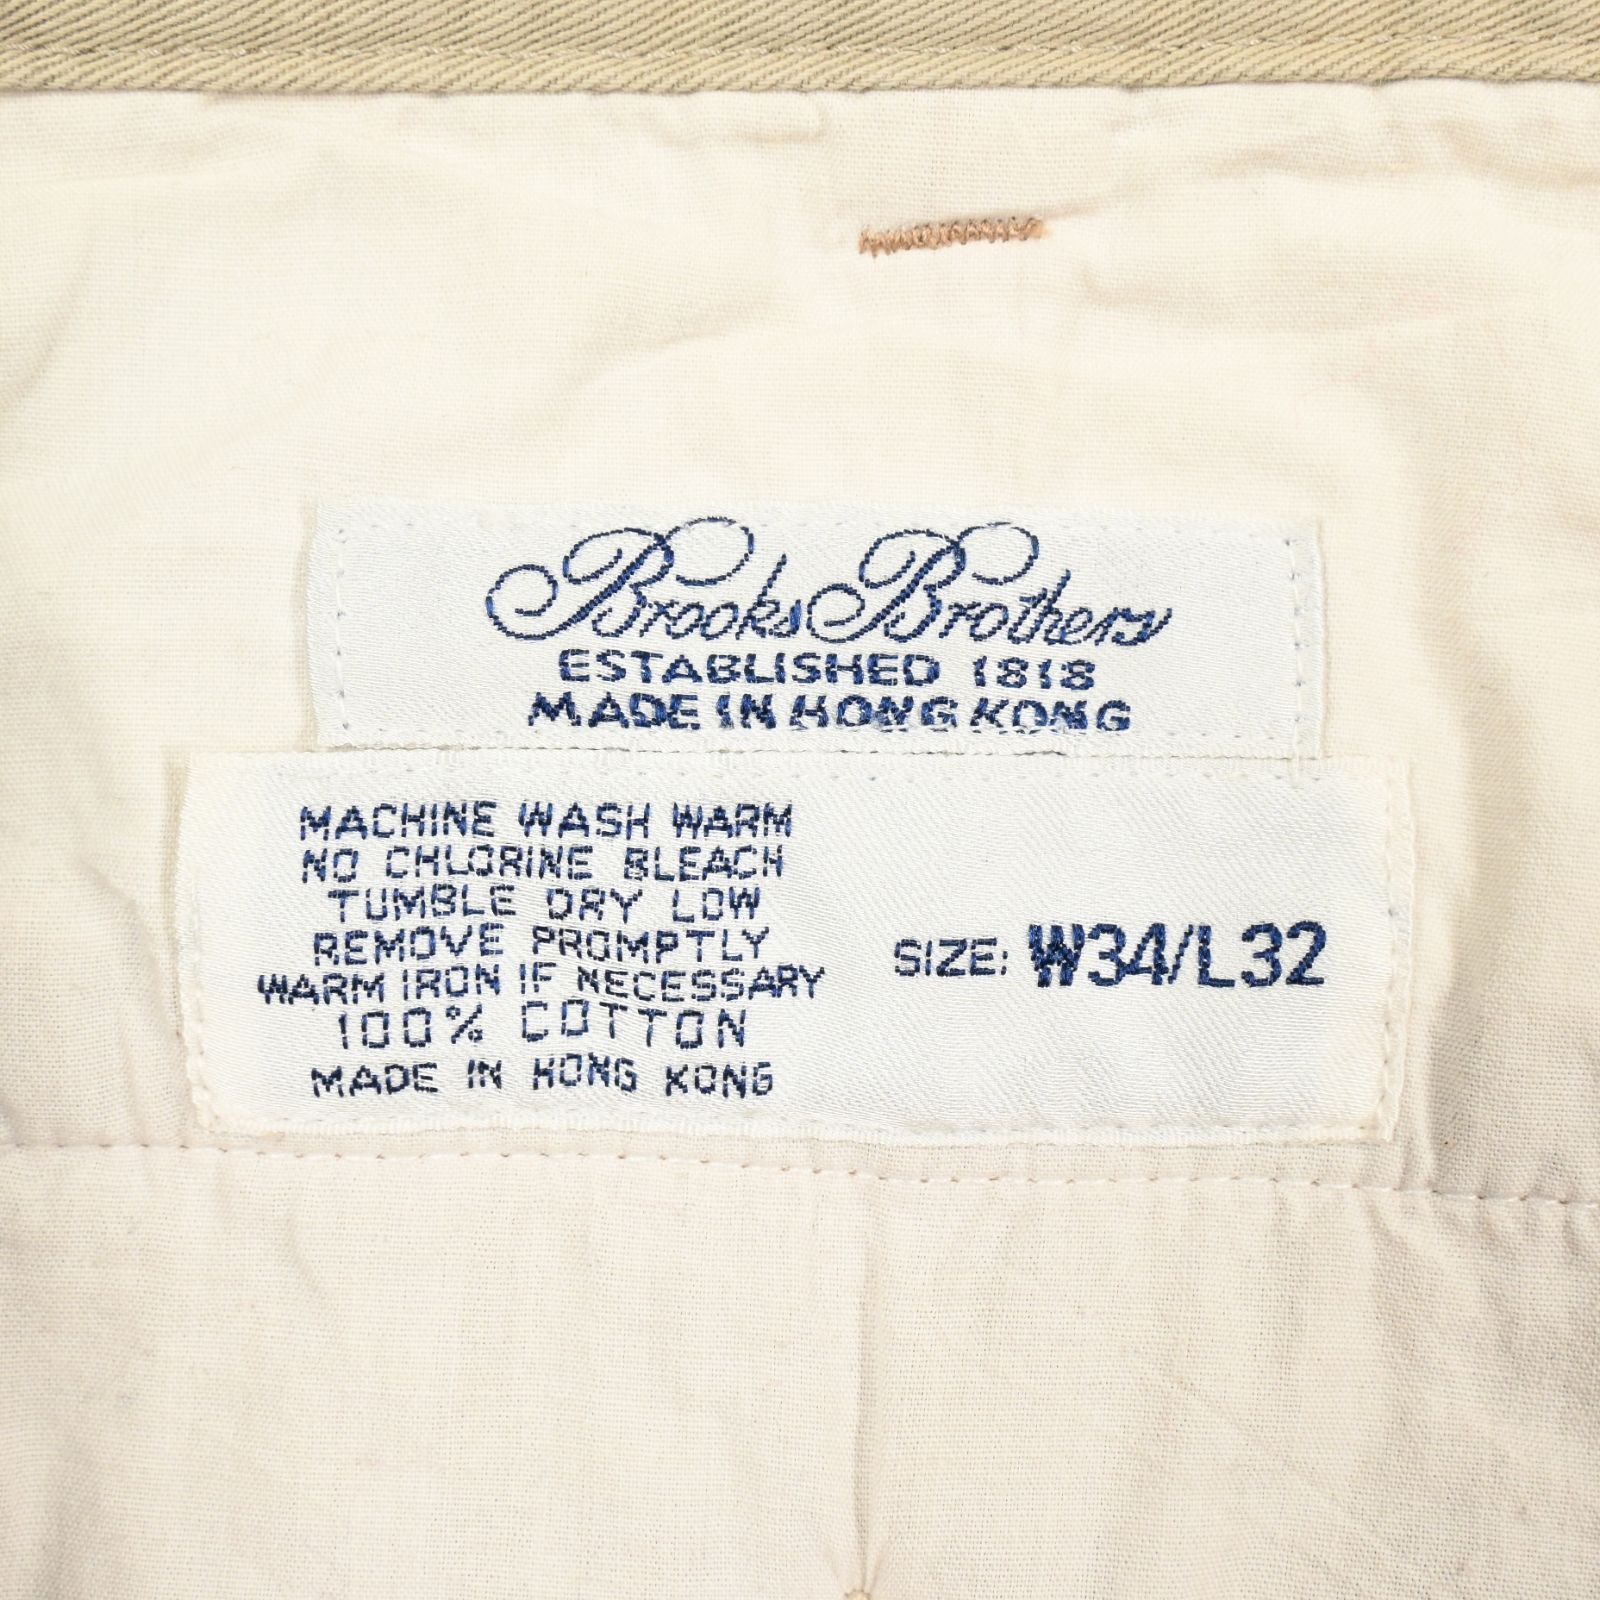 Brooks Brothers
ESTABLISHED 1818
MADE IN HONG KONG
MACHINE WASH WARM
NO CHLORINE BLEACH
TUMBLE DRY LOW
REMOVE PROMPTLY
WARM IRON IF NECESSARY
100% COTTON
MADE IN HONG KONG
SIZE: W34/L32